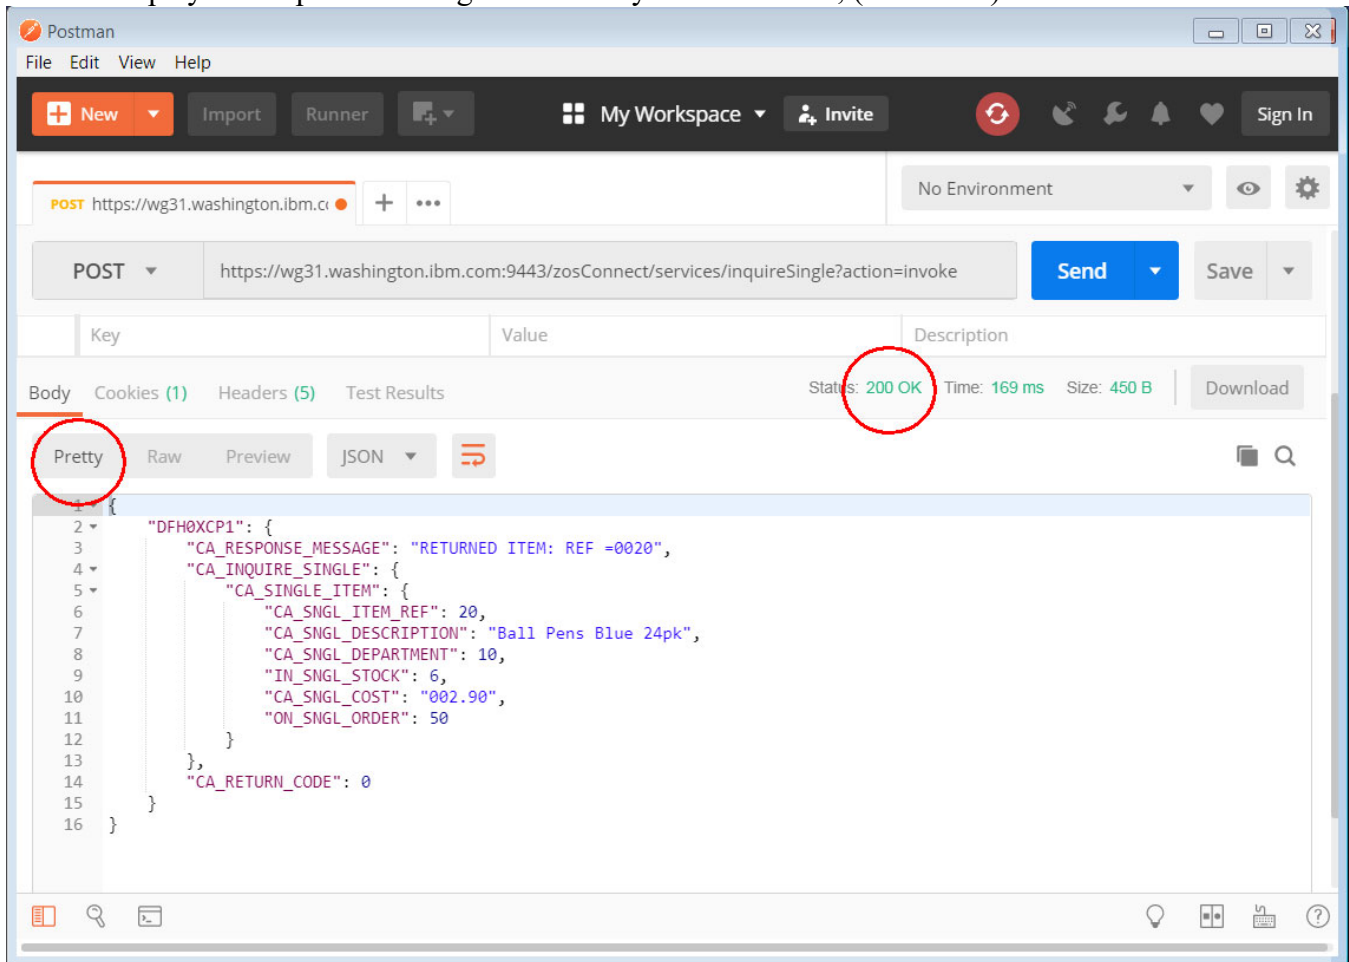 Postman
File Edit View Help
New Import Runner My Workspace Invite Sign In
No Environment
POST https://wg31.washington.ibm.c
POST https://wg31.washington.ibm.com:9443/zosConnect/services/inquireSingle?action=invoke Send Save
Key Value Description
Body Cookies (1) Headers (5) Test Results Status: 200 OK Time: 169 ms Size: 450 B Download
Pretty Raw Preview JSON
1 {
2 "DFH0XCP1": {
3 "CA_RESPONSE_MESSAGE": "RETURNED ITEM: REF =0020",
4 "CA_INQUIRE_SINGLE": {
5 "CA_SINGLE_ITEM": {
6 "CA_SNGL_ITEM_REF": 20,
7 "CA_SNGL_DESCRIPTION": "Ball Pens Blue 24pk",
8 "CA_SNGL_DEPARTMENT": 10,
9 "IN_SNGL_STOCK": 6,
10 "CA_SNGL_COST": "002.90",
11 "ON_SNGL_ORDER": 50
12 }
13 },
14 "CA_RETURN_CODE": 0
15 }
16 }